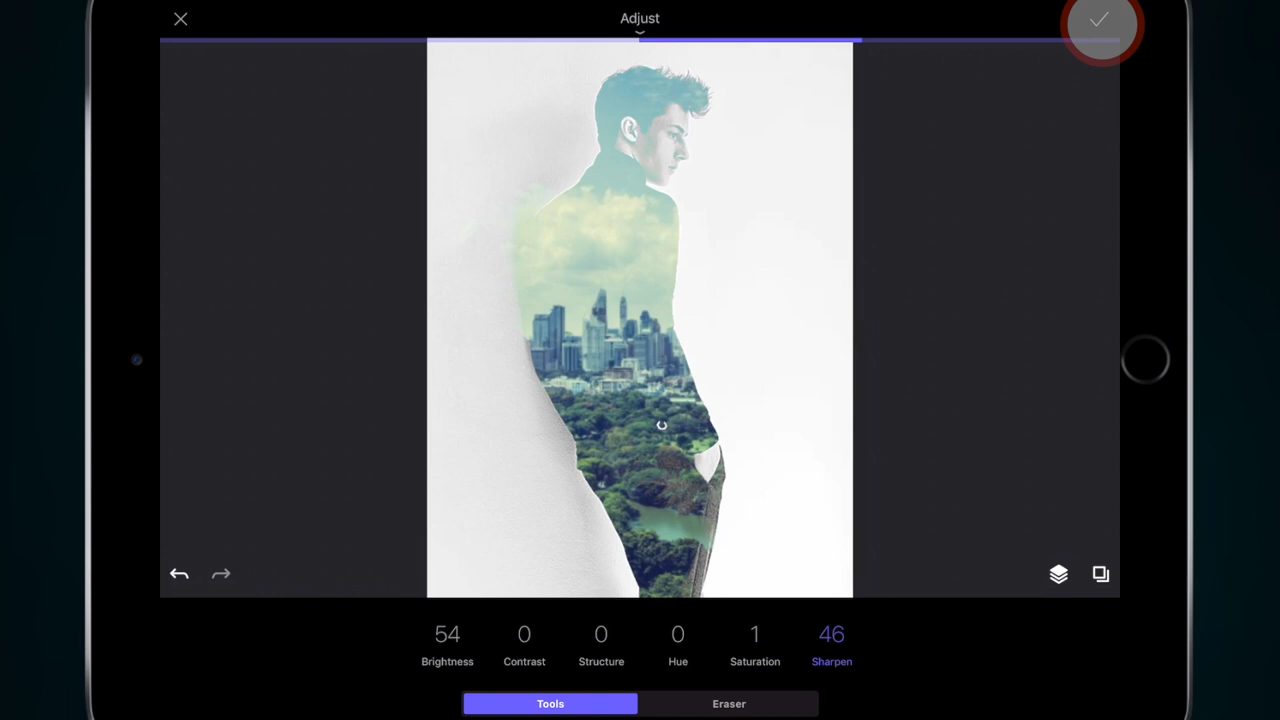 Adjust
54 0 0 0 1 46
Brightness Contrast Structure Hue Saturation Sharpen
Tools Eraser